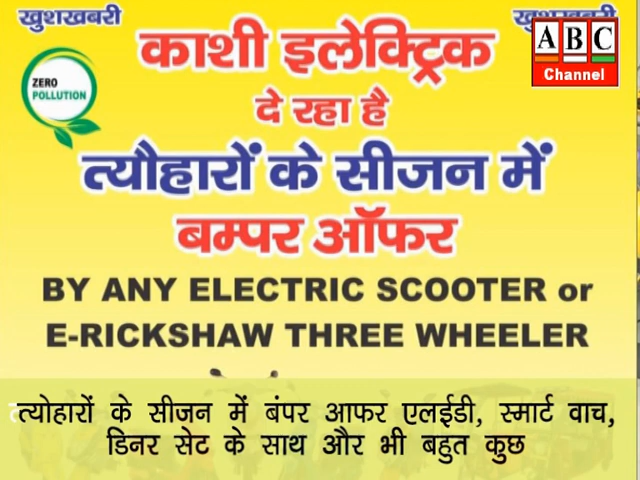 खुशखबरी
खुशखबरी
A B C
Channel
ZERO
POLLUTION
काशी इलेक्ट्रिक
दे रहा है
त्यौहारों के सीजन में
बम्पर ऑफर
BY ANY ELECTRIC SCOOTER or
E-RICKSHAW THREE WHEELER
त्योहारों के सीजन में बंपर आफर एलईडी, स्मार्ट वाच,
डिनर सेट के साथ और भी बहुत कुछ